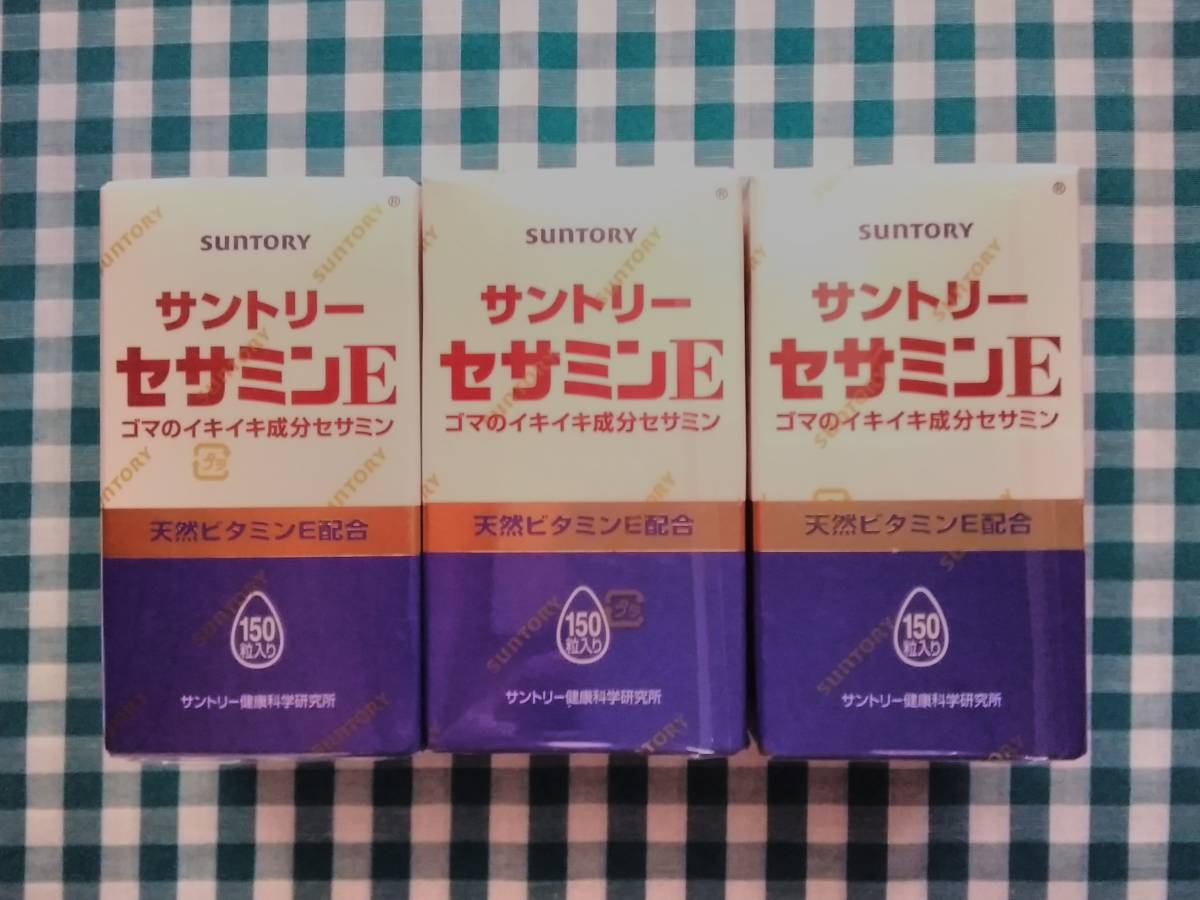 SUNTORY
サントリー
セサミンE
ゴマのイキイキ成分セサミン
プラ
天然ビタミンE配合
150
粒入り
サントリー健康科学研究所
SUNTORY
サントリー
セサミンE
ゴマのイキイキ成分セサミン
天然ビタミンE配合
150
粒入り
プラ
サントリー健康科学研究所
SUNTORY
サントリー
セサミンE
ゴマのイキイキ成分セサミン
天然ビタミンE配合
150
粒入り
サントリー健康科学研究所